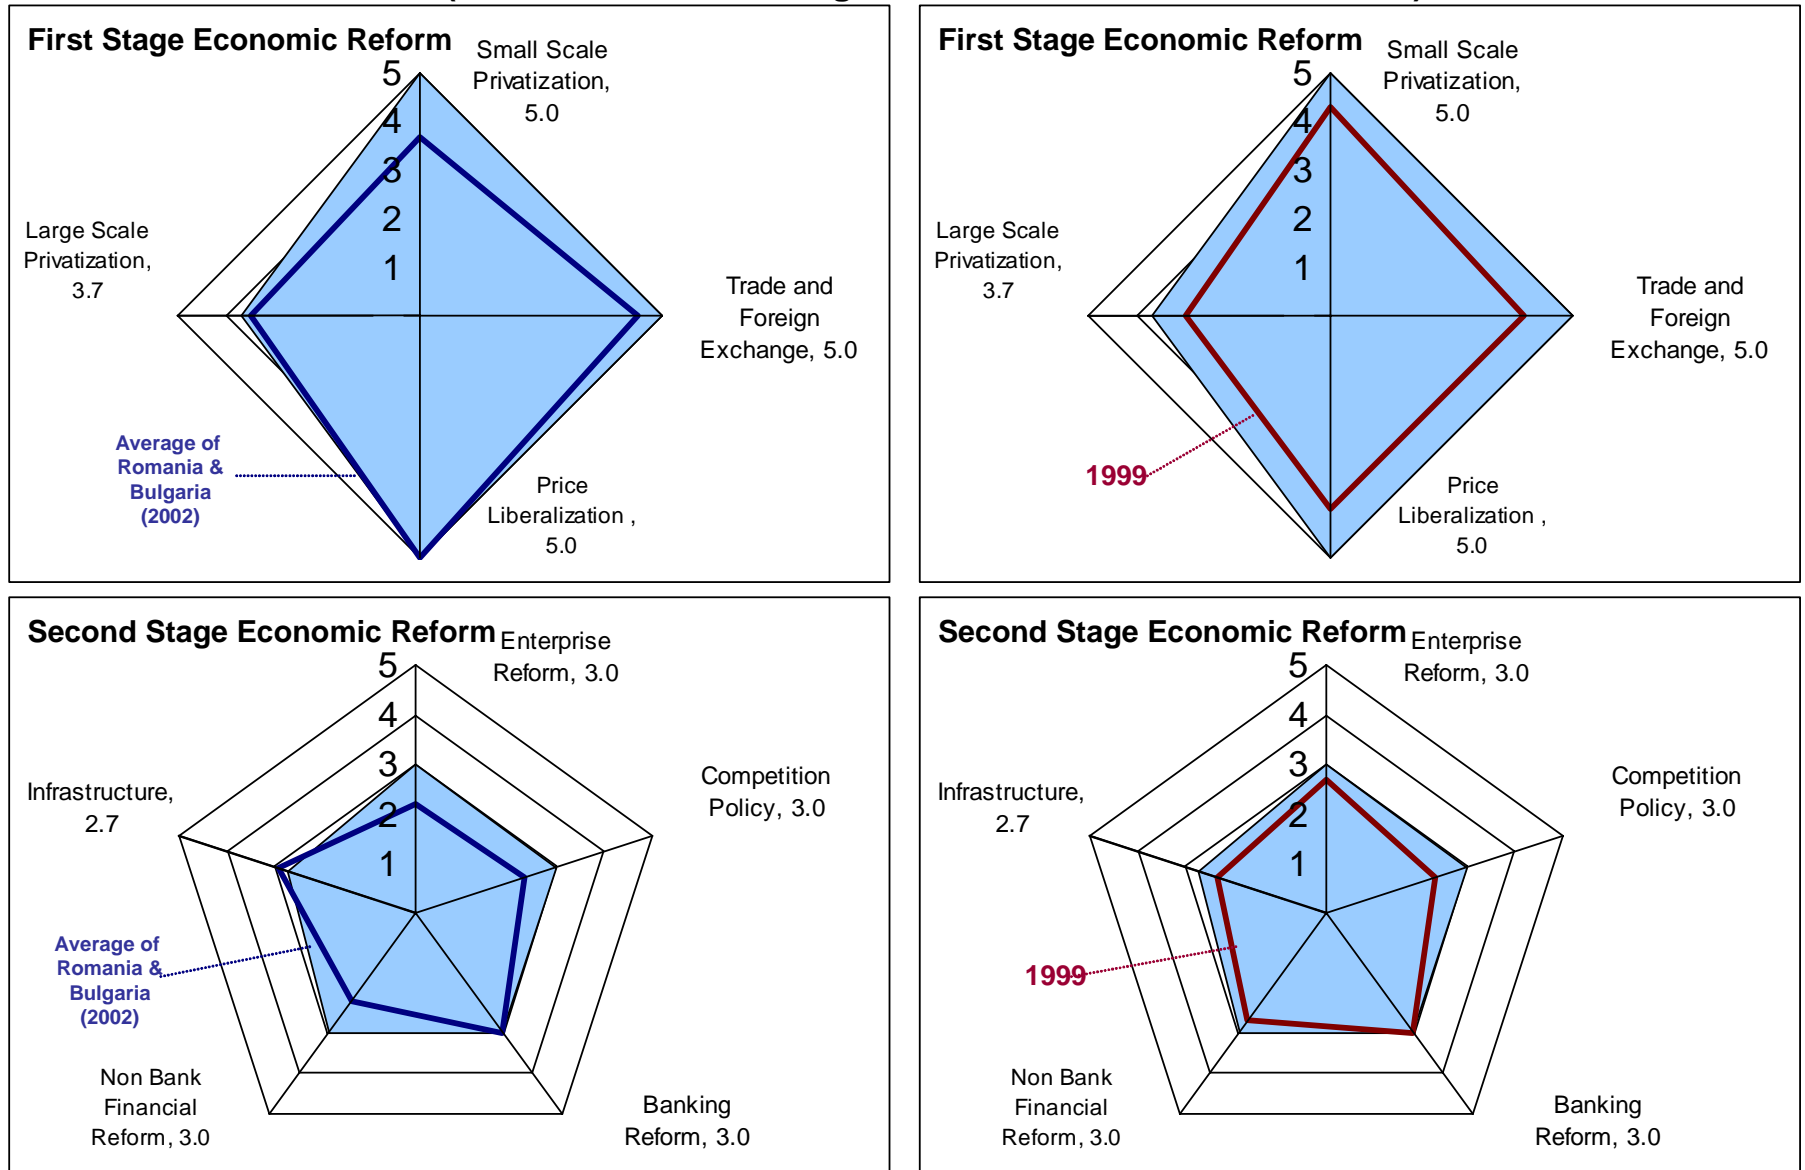 First Stage Economic Reform
Small Scale
Privatization,
5.0
5
4
3
2
1
Large Scale
Privatization,
3.7
Trade and
Foreign
Exchange, 5.0
Average of
Romania &
Bulgaria
(2002)
Price
Liberalization ,
5.0
First Stage Economic Reform
Small Scale
Privatization,
5.0
5
4
3
2
1
Large Scale
Privatization,
3.7
Trade and
Foreign
Exchange, 5.0
1999
Price
Liberalization ,
5.0
Second Stage Economic Reform
Enterprise
Reform, 3.0
5
4
3
2
1
Infrastructure,
2.7
Competition
Policy, 3.0
Average of
Romania &
Bulgaria
(2002)
Non Bank
Financial
Reform, 3.0
Banking
Reform, 3.0
Second Stage Economic Reform
Enterprise
Reform, 3.0
5
4
3
2
1
Infrastructure,
2.7
Competition
Policy, 3.0
1999
Non Bank
Financial
Reform, 3.0
Banking
Reform, 3.0